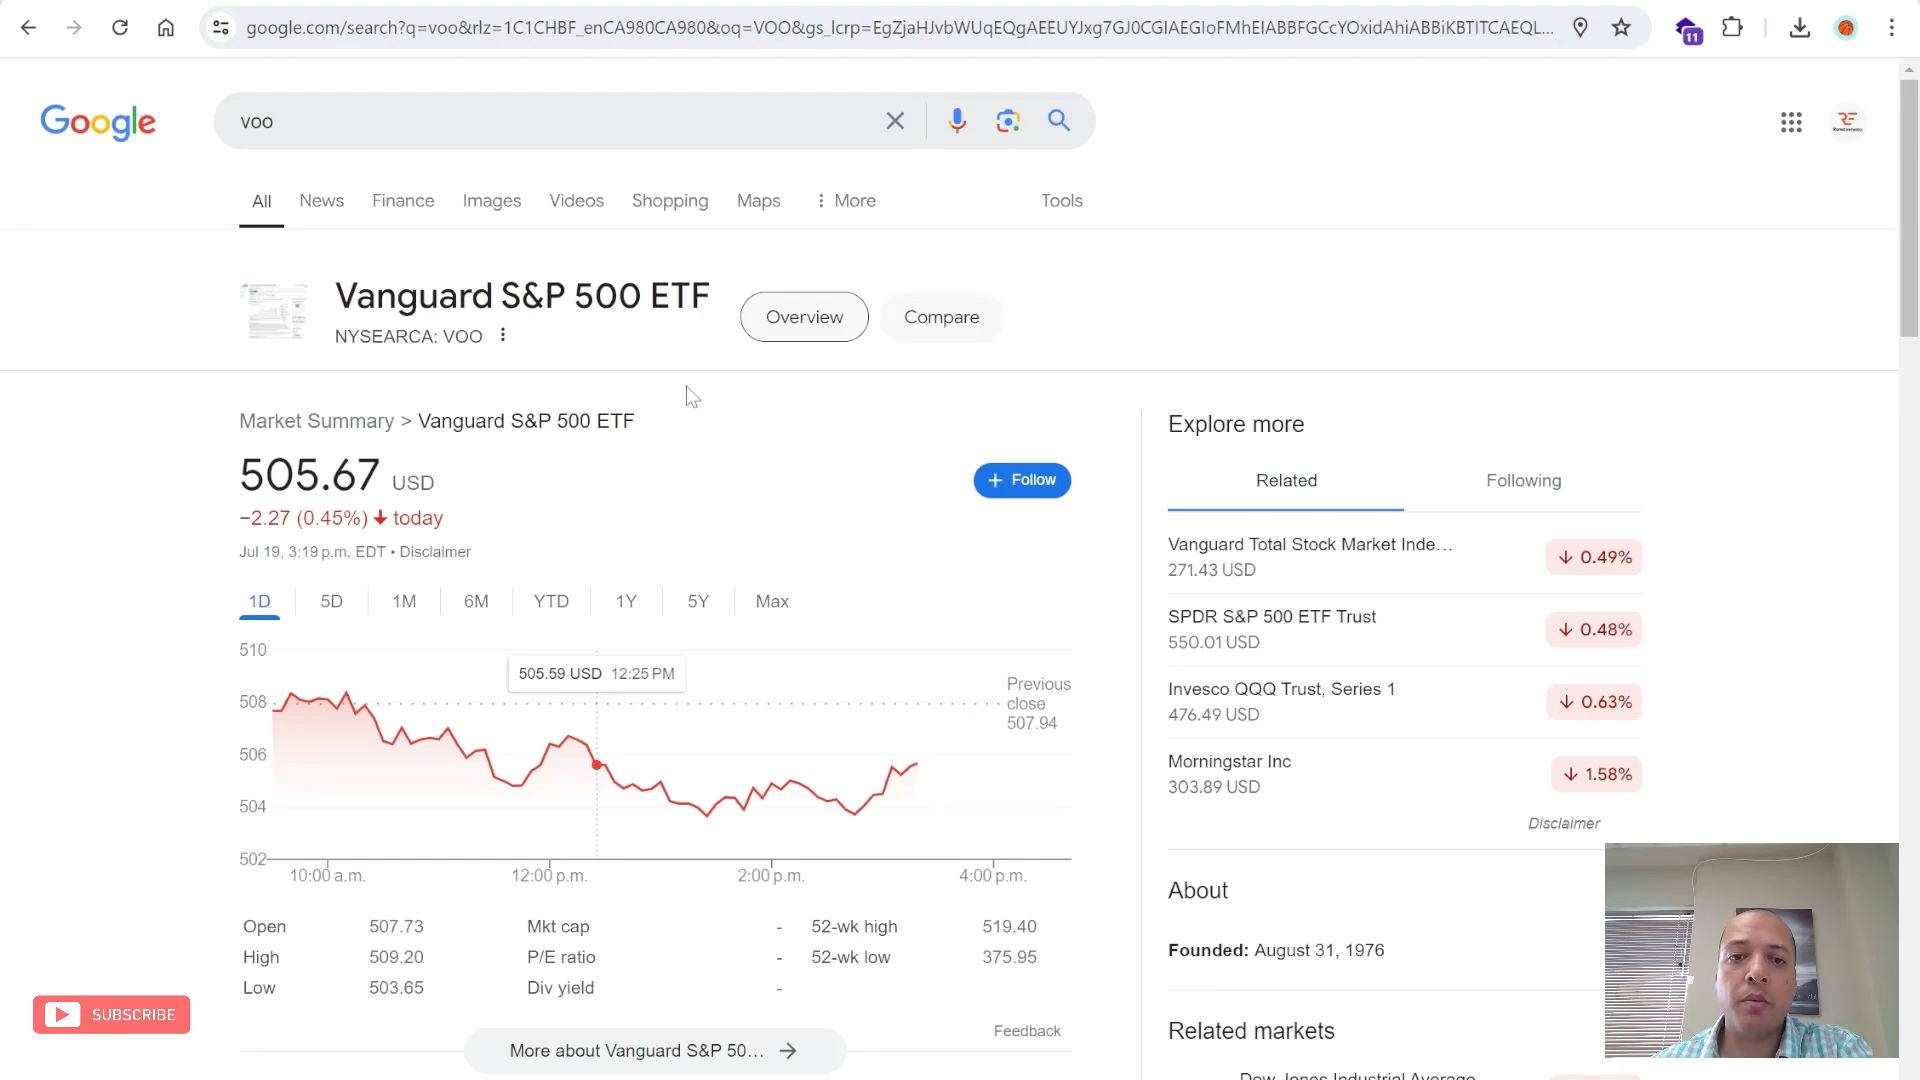 google.com/search?q=voo&rlz=1C1CHBF_enCA980CA980&oq=VOO&gs_lcrp=EgZjaHJvbWUqEQgAEEUYJxg7GJ0CGIAEGIoFMhEIABBFGCcYOxidAhiABBiKBTITCAEQL...
11
Google
voo
RE
All
News
Finance
Images
Videos
Shopping
Maps
More
Tools
Vanguard S&P 500 ETF
NYSEARCA: VOO
Overview
Compare
Market Summary > Vanguard S&P 500 ETF
505.67 USD
+ Follow
−2.27 (0.45%) ↓ today
Jul 19, 3:19 p.m. EDT • Disclaimer
1D
5D
1M
6M
YTD
1Y
5Y
Max
510
508
506
504
502
505.59 USD 12:25 PM
Previous
close
507.94
10:00 a.m.
12:00 p.m.
2:00 p.m.
4:00 p.m.
Open 507.73
Mkt cap -
52-wk high 519.40
High 509.20
P/E ratio -
52-wk low 375.95
Low 503.65
Div yield -
Feedback
More about Vanguard S&P 50... →
SUBSCRIBE
Explore more
Related
Following
Vanguard Total Stock Market Inde...
271.43 USD
↓ 0.49%
SPDR S&P 500 ETF Trust
550.01 USD
↓ 0.48%
Invesco QQQ Trust, Series 1
476.49 USD
↓ 0.63%
Morningstar Inc
303.89 USD
↓ 1.58%
Disclaimer
About
Founded: August 31, 1976
Related markets
Dow Jones Industrial Average